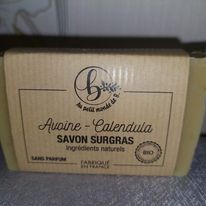 b
Au petit monde de B.
Avoine - Calendula
SAVON SURGRAS
Ingrédients naturels
BIO
SANS PARFUM
FABRIQUÉ
EN FRANCE